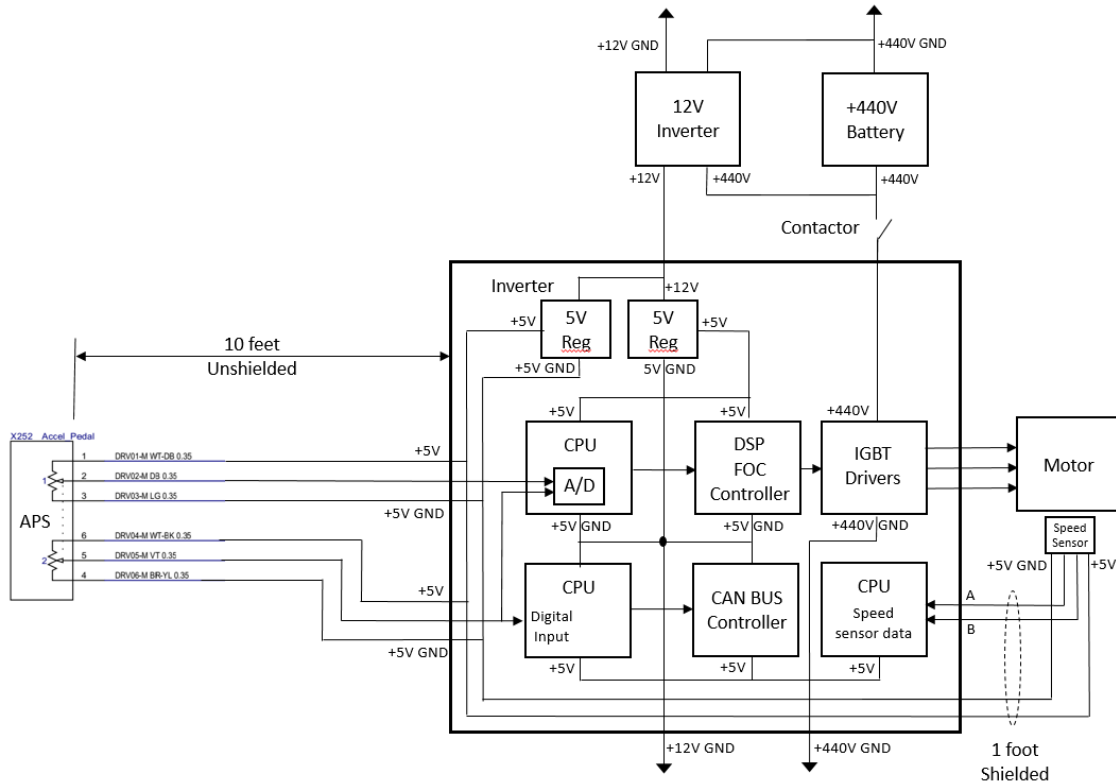 +12V GND
+440V GND
12V
Inverter
+440V
Battery
+12V
+440V
+440V
Contactor
Inverter
+12V
+5V
5V
Reg
5V
Reg
+5V
10 feet
Unshielded
+5V GND
5V GND
+5V
+5V
+440V
X252 Accel_Pedal
1 DRV01-M WT-DB 0.35
+5V
CPU
DSP
FOC
Controller
IGBT
Drivers
Motor
1
2 DRV02-M DB 0.35
A/D
3 DRV03-M LG 0.35
+5V GND
APS
+5V GND
+5V GND
+440V GND
Speed
Sensor
6 DRV04-M WT-BK 0.35
2
5 DRV05-M VT 0.35
4 DRV06-M BR-YL 0.35
+5V
+5V GND
CPU
Digital
Input
CAN BUS
Controller
CPU
Speed
sensor data
+5V GND
+5V
A
B
+5V
+5V
+5V
+12V GND
+440V GND
1 foot
Shielded